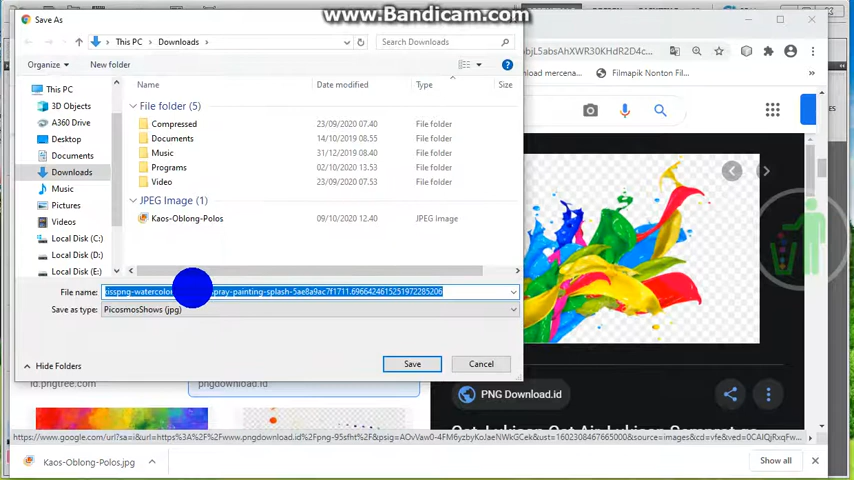 www.Bandicam.com
Save As
This PC > Downloads >
Search Downloads
Organize
New folder
Name
Date modified
Type
Size
This PC
3D Objects
A360 Drive
Desktop
Documents
Downloads
Music
Pictures
Videos
Local Disk (C:)
Local Disk (D:)
Local Disk (E:)
File folder (5)
Compressed 23/09/2020 07.40 File folder
Documents 14/10/2019 08.55 File folder
Music 31/12/2019 08.40 File folder
Programs 02/10/2020 13.53 File folder
Video 23/09/2020 07.53 File folder
JPEG Image (1)
Kaos-Oblong-Polos 09/10/2020 12.40 JPEG image
File name:
pray-painting-splash-5ae8a9ac7f1711.6966424615251972285206
Save as type: PicosmosShows (jpg)
Hide Folders
Save
Cancel
Filmapik Nonton Fil...
PNG Download.id
id.pngtree.com
pngdownload.id
Kaos-Oblong-Polos.jpg
Show all